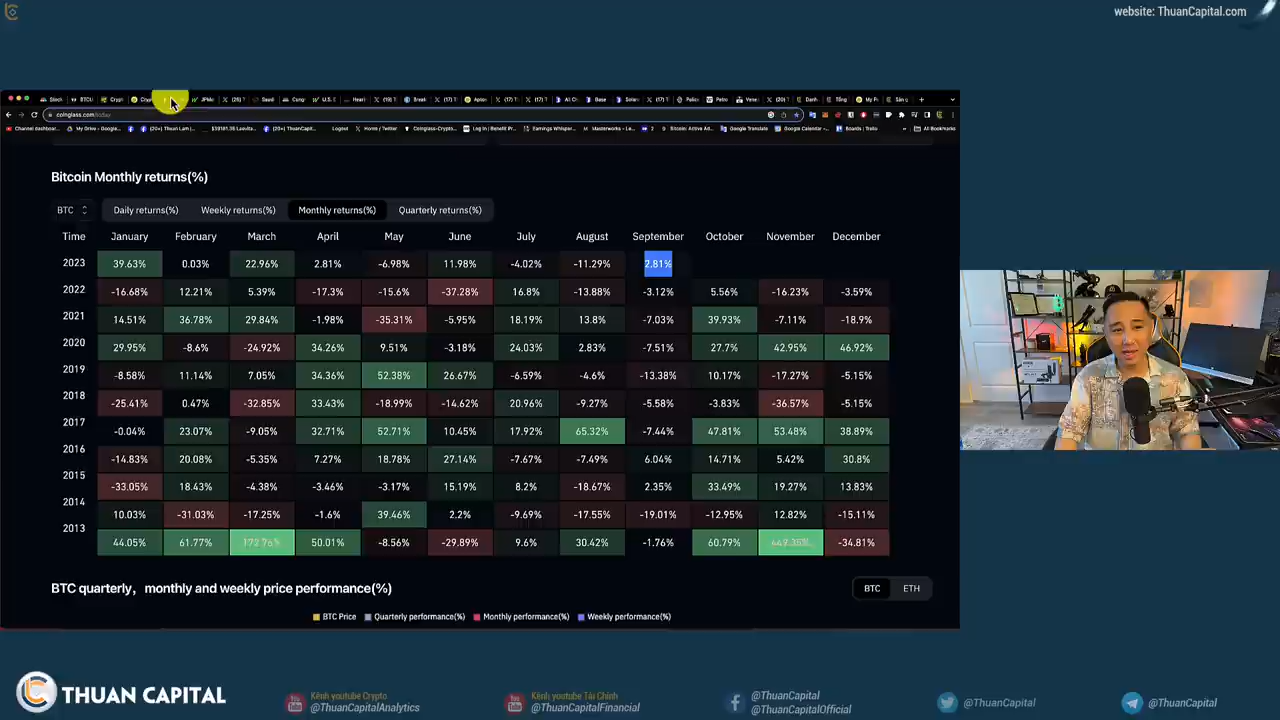 website: ThuanCapital.com
coinglass.com/today
Bitcoin Monthly returns(%)
BTC Daily returns(%) Weekly returns(%) Monthly returns(%) Quarterly returns(%)
Time January February March April May June July August September October November December
2023 39.63% 0.03% 22.96% 2.81% -6.98% 11.98% -4.02% -11.29% 2.81%
2022 -16.68% 12.21% 5.39% -17.3% -15.6% -37.28% 16.8% -13.88% -3.12% 5.56% -16.23% -3.59%
2021 14.51% 36.78% 29.84% -1.98% -35.31% -5.95% 18.19% 13.8% -7.03% 39.93% -7.11% -18.9%
2020 29.95% -8.6% -24.92% 34.26% 9.51% -3.18% 24.03% 2.83% -7.51% 27.7% 42.95% 46.92%
2019 -8.58% 11.14% 7.05% 34.36% 52.38% 26.67% -6.59% -4.6% -13.38% 10.17% -17.27% -5.15%
2018 -25.41% 0.47% -32.85% 33.43% -18.99% -14.62% 20.96% -9.27% -5.58% -3.83% -36.57% -5.15%
2017 -0.04% 23.07% -9.05% 32.71% 52.71% 10.45% 17.92% 65.32% -7.44% 47.81% 53.48% 38.89%
2016 -14.83% 20.08% -5.35% 7.27% 18.78% 27.14% -7.67% -7.49% 6.04% 14.71% 5.42% 30.8%
2015 -33.05% 18.43% -4.38% -3.46% -3.17% 15.19% 8.2% -18.67% 2.35% 33.49% 19.27% 13.83%
2014 10.03% -31.03% -17.25% -1.6% 39.46% 2.2% -9.69% -17.55% -19.01% -12.95% 12.82% -15.11%
2013 44.05% 61.77% 172.76% 50.01% -8.56% -29.89% 9.6% 30.42% -1.76% 60.79% 449.35% -34.81%
BTC quarterly，monthly and weekly price performance(%) BTC ETH
BTC Price Quarterly performance(%) Monthly performance(%) Weekly performance(%)
THUAN CAPITAL
Kênh youtube Crypto
@ThuanCapitalAnalytics
Kênh youtube Tài Chính
@ThuanCapitalFinancial
@ThuanCapital
@ThuanCapitalOfficial
@ThuanCapital
@ThuanCapital